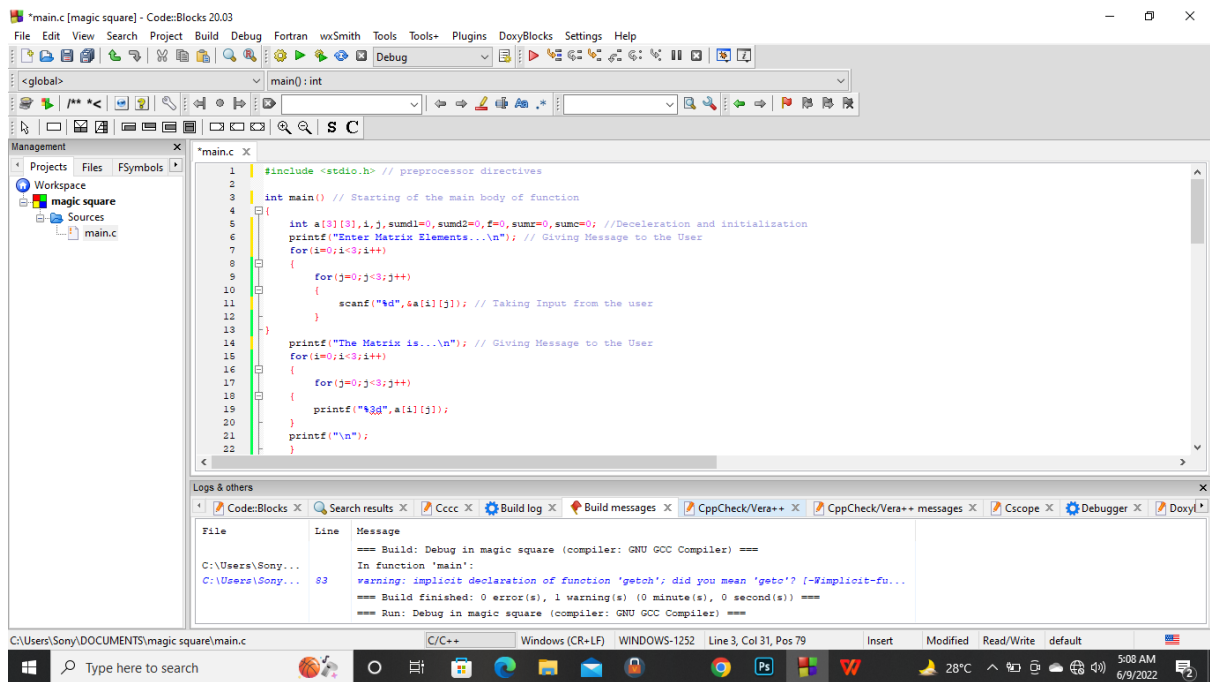 *main.c [magic square] - Code::Blocks 20.03
File Edit View Search Project Build Debug Fortran wxSmith Tools Tools+ Plugins DoxyBlocks Settings Help
Debug
<global> main() : int
/** *<
.*
S C
Management
Projects Files FSymbols
Workspace
magic square
Sources
main.c
*main.c X
1 #include <stdio.h> // preprocessor directives
2
3 int main() // Starting of the main body of function
4 {
5 int a[3][3],i,j,sumd1=0,sumd2=0,f=0,sumr=0,sumc=0; //Deceleration and initialization
6 printf("Enter Matrix Elements...\n"); // Giving Message to the User
7 for(i=0;i<3;i++)
8 {
9 for(j=0;j<3;j++)
10 {
11 scanf("%d",&a[i][j]); // Taking Input from the user
12 }
13 }
14 printf("The Matrix is...\n"); // Giving Message to the User
15 for(i=0;i<3;i++)
16 {
17 for(j=0;j<3;j++)
18 {
19 printf("%3d",a[i][j]);
20 }
21 printf("\n");
22 }
Logs & others
Code::Blocks X Search results X Cccc X Build log X Build messages X CppCheck/Vera++ X CppCheck/Vera++ messages X Cscope X Debugger X Doxyl
File Line Message
=== Build: Debug in magic square (compiler: GNU GCC Compiler) ===
C:\Users\Sony... In function 'main':
C:\Users\Sony... 83 warning: implicit declaration of function 'getch'; did you mean 'getc'? [-Wimplicit-fu...
=== Build finished: 0 error(s), 1 warning(s) (0 minute(s), 0 second(s)) ===
=== Run: Debug in magic square (compiler: GNU GCC Compiler) ===
C:\Users\Sony\DOCUMENTS\magic square\main.c C/C++ Windows (CR+LF) WINDOWS-1252 Line 3, Col 31, Pos 79 Insert Modified Read/Write default
Type here to search Ps 28°C 5:08 AM
6/9/2022 2